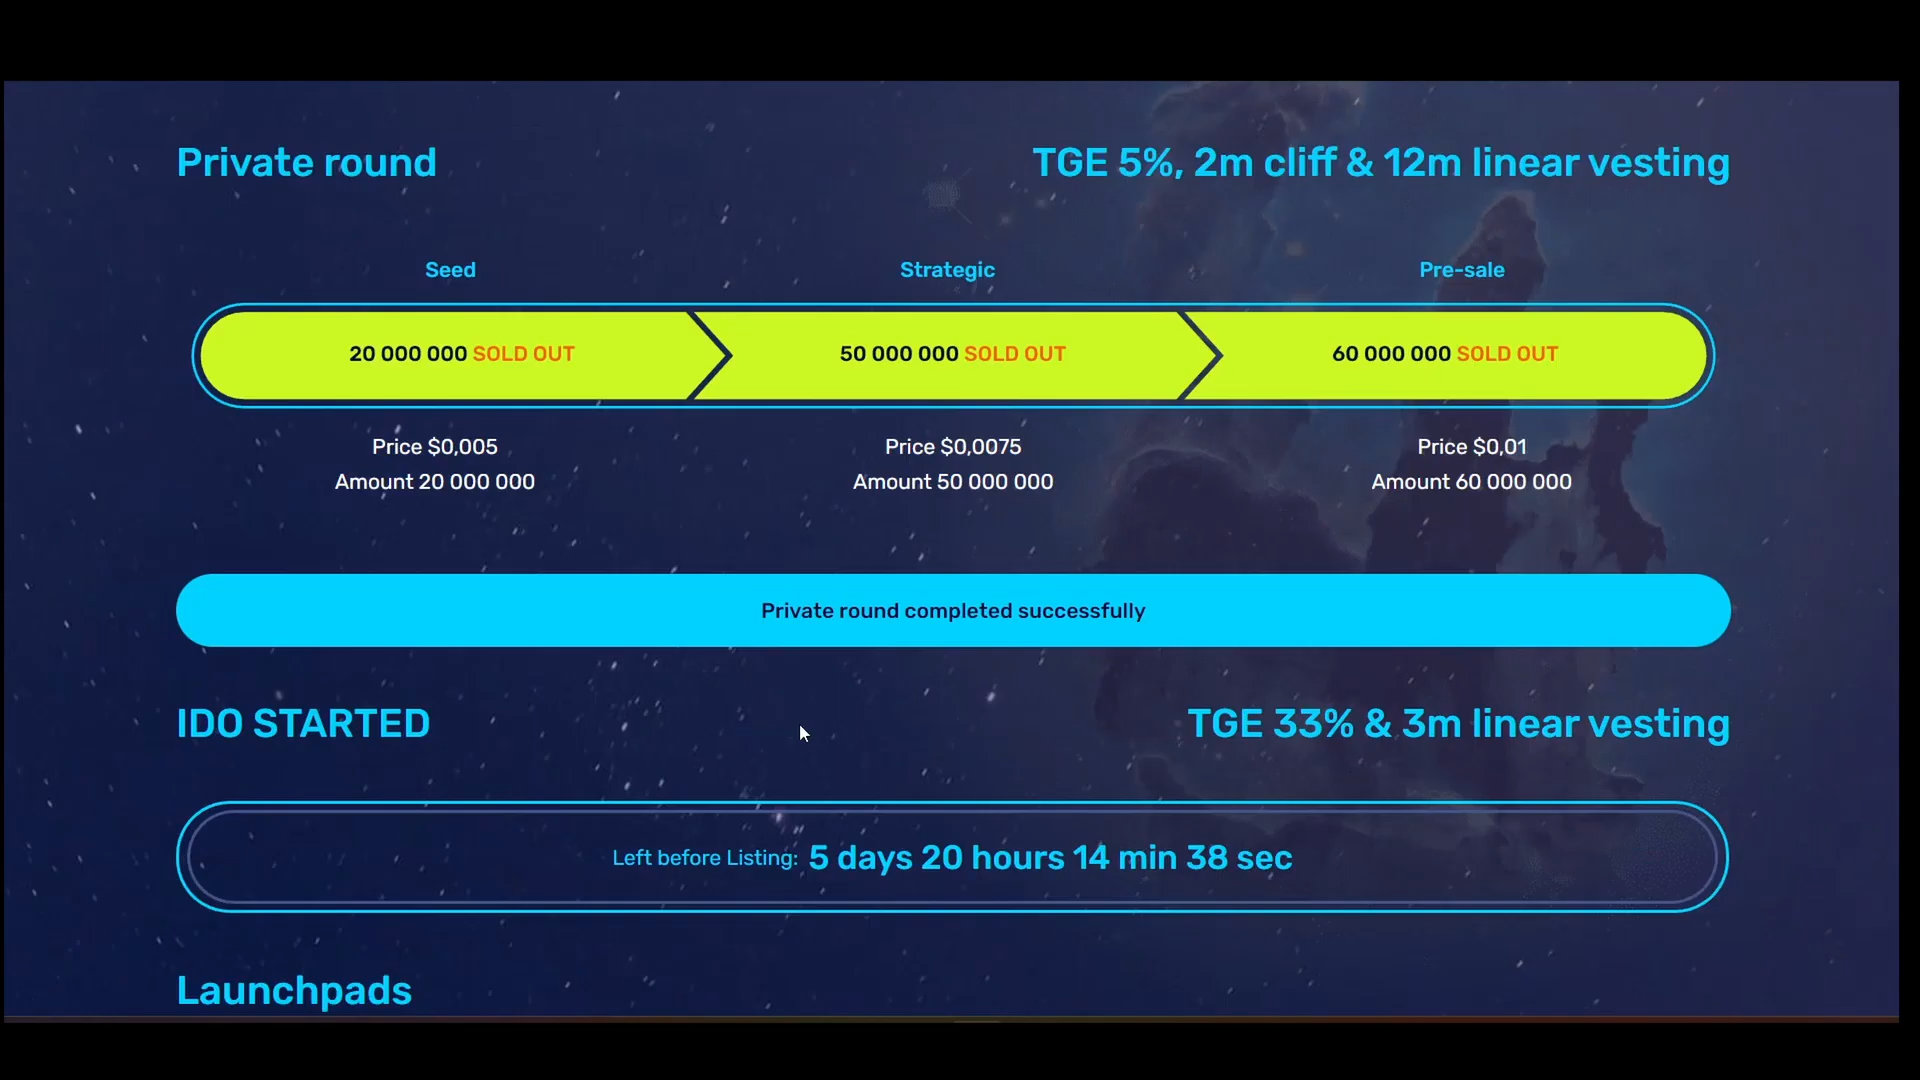 Private round
TGE 5%, 2m cliff & 12m linear vesting
Seed
Strategic
Pre-sale
20 000 000 SOLD OUT
50 000 000 SOLD OUT
60 000 000 SOLD OUT
Price $0,005
Amount 20 000 000
Price $0,0075
Amount 50 000 000
Price $0,01
Amount 60 000 000
Private round completed successfully
IDO STARTED
TGE 33% & 3m linear vesting
Left before Listing: 5 days 20 hours 14 min 38 sec
Launchpads